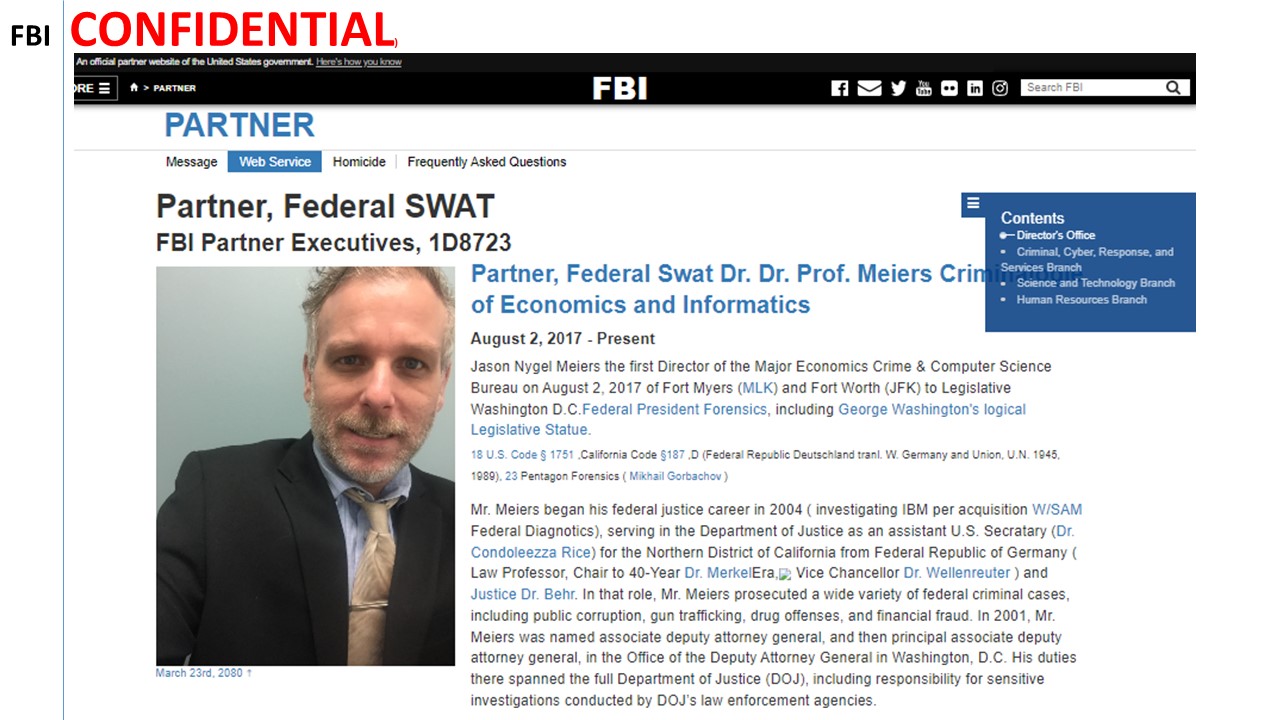 FBI CONFIDENTIAL)
An official partner website of the United States government. Here's how you know
ORE ☰ > PARTNER FBI You Tube Search FBI
PARTNER
Message Web Service Homicide Frequently Asked Questions
Partner, Federal SWAT
FBI Partner Executives, 1D8723
Contents
Director's Office
Criminal, Cyber, Response, and
Services Branch
Science and Technology Branch
Human Resources Branch
Partner, Federal Swat Dr. Dr. Prof. Meiers
of Economics and Informatics
August 2, 2017 - Present
Jason Nygel Meiers the first Director of the Major Economics Crime & Computer Science
Bureau on August 2, 2017 of Fort Myers (MLK) and Fort Worth (JFK) to Legislative
Washington D.C.Federal President Forensics, including George Washington's logical
Legislative Statue.
18 U.S. Code § 1751 ,California Code §187 ,D (Federal Republic Deutschland tranl. W. Germany and Union, U.N. 1945,
1989), 23 Pentagon Forensics ( Mikhail Gorbachov )
Mr. Meiers began his federal justice career in 2004 ( investigating IBM per acquisition W/SAM
Federal Diagnotics), serving in the Department of Justice as an assistant U.S. Secratary (Dr.
Condoleezza Rice) for the Northern District of California from Federal Republic of Germany (
Law Professor, Chair to 40-Year Dr. MerkelEra, Vice Chancellor Dr. Wellenreuter ) and
Justice Dr. Behr. In that role, Mr. Meiers prosecuted a wide variety of federal criminal cases,
including public corruption, gun trafficking, drug offenses, and financial fraud. In 2001, Mr.
Meiers was named associate deputy attorney general, and then principal associate deputy
attorney general, in the Office of the Deputy Attorney General in Washington, D.C. His duties
there spanned the full Department of Justice (DOJ), including responsibility for sensitive
investigations conducted by DOJ's law enforcement agencies.
March 23rd, 2080 †